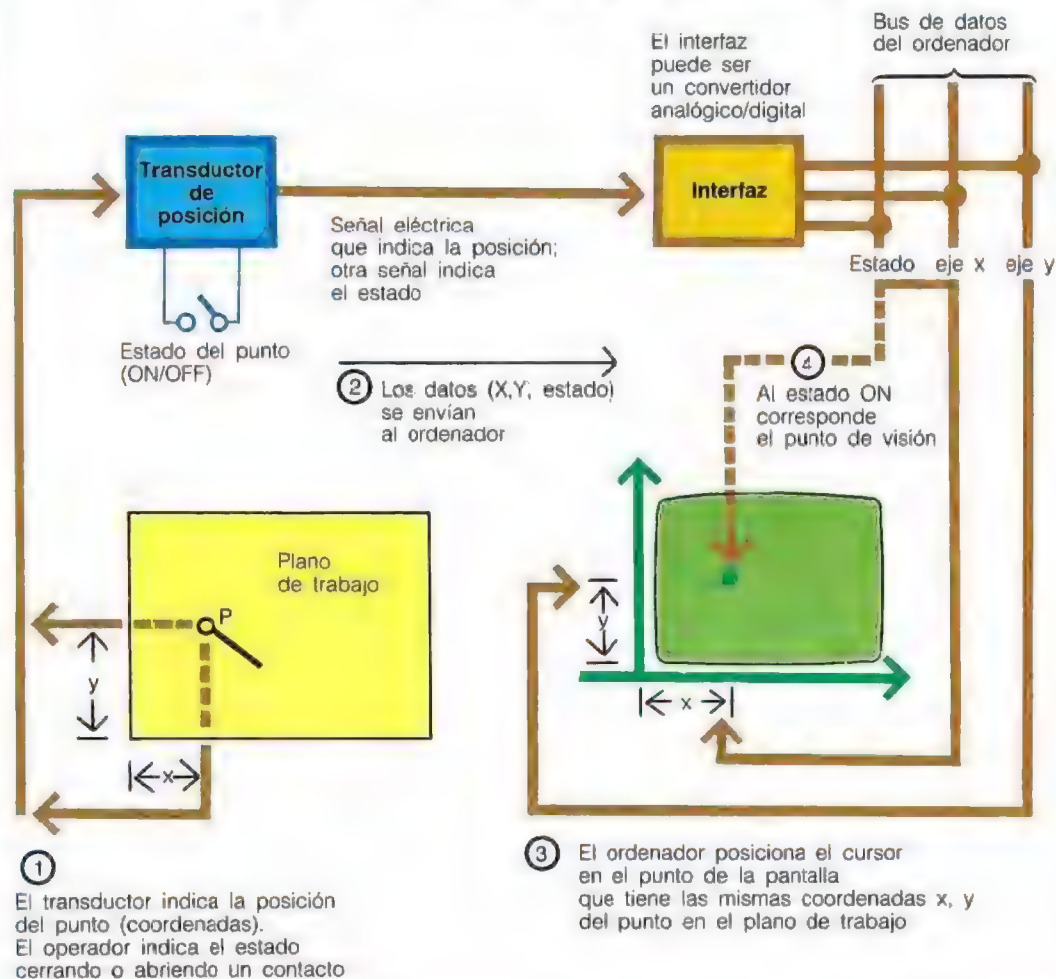 Bus de datos
del ordenador
El interfaz
puede ser
un convertidor
analógico/digital
Transductor
de
posición
Interfaz
Señal eléctrica
que indica la posición;
otra señal indica
el estado
Estado eje x eje y
Estado del punto
(ON/OFF)
2 Los datos (X,Y, estado)
se envían
al ordenador
4
Al estado ON
corresponde
el punto de visión
Plano
de trabajo
P
y
x
y
x
1
El transductor indica la posición
del punto (coordenadas).
El operador indica el estado
cerrando o abriendo un contacto
3 El ordenador posiciona el cursor
en el punto de la pantalla
que tiene las mismas coordenadas x, y
del punto en el plano de trabajo